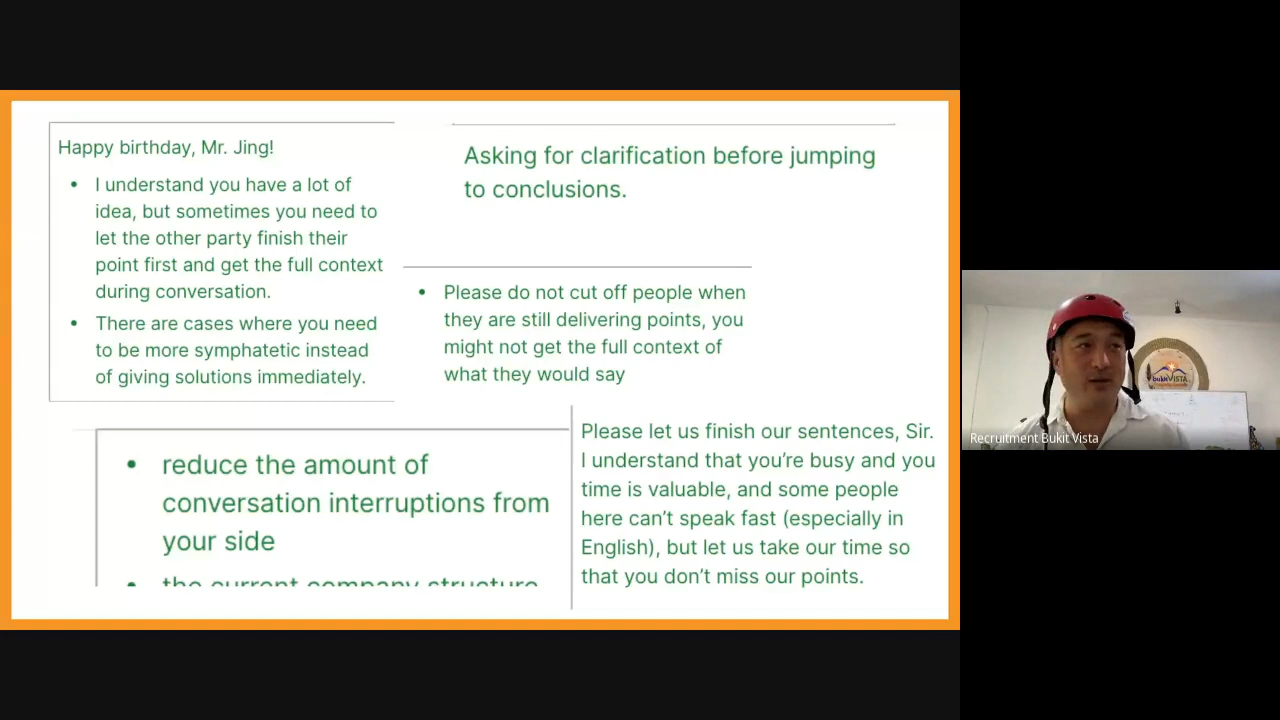 Happy birthday, Mr. Jing!
• I understand you have a lot of
idea, but sometimes you need to
let the other party finish their
point first and get the full context
during conversation.
• There are cases where you need
to be more symphatetic instead
of giving solutions immediately.
Asking for clarification before jumping
to conclusions.
• Please do not cut off people when
they are still delivering points, you
might not get the full context of
what they would say
• reduce the amount of
conversation interruptions from
your side
• the current company structure
Please let us finish our sentences, Sir.
I understand that you’re busy and you
time is valuable, and some people
here can’t speak fast (especially in
English), but let us take our time so
that you don’t miss our points.
bukit VISTA
Recruitment Bukit Vista